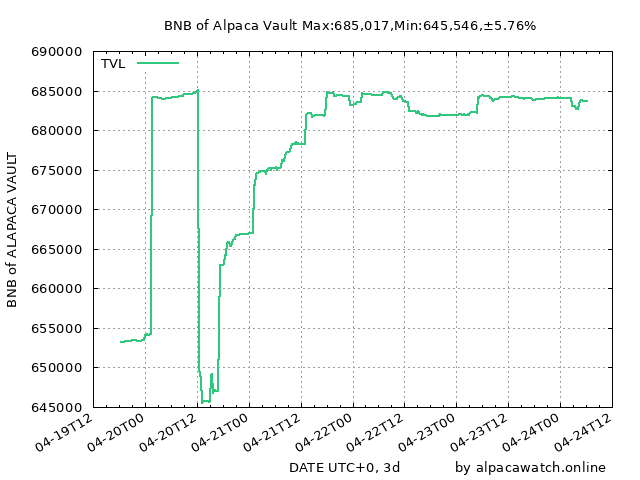 BNB of Alpaca Vault Max:685,017,Min:645,546,±5.76%
TVL
690000
685000
680000
675000
670000
665000
660000
655000
650000
645000
BNB of ALAPACA VAULT
04-19T12
04-20T00
04-20T12
04-21T00
04-21T12
04-22T00
04-22T12
04-23T00
04-23T12
04-24T00
04-24T12
DATE UTC+0, 3d
by alpacawatch.online